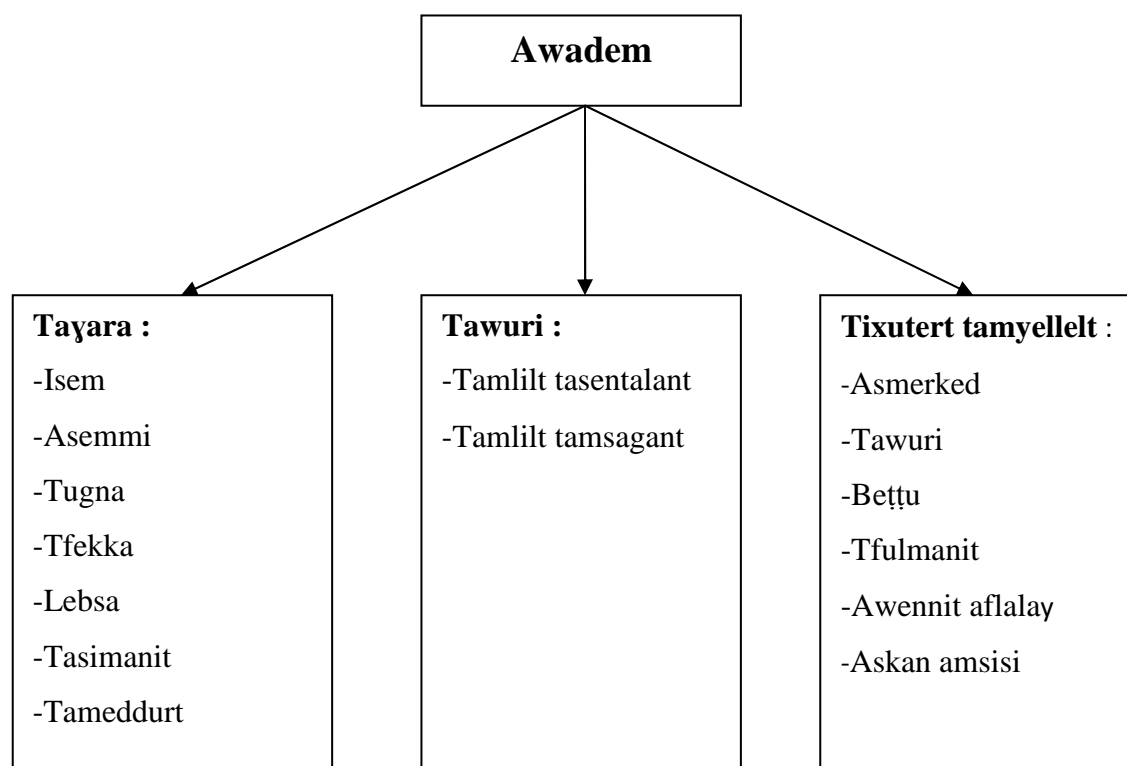 Awadem
Taɣara :
-Isem
-Asemmi
-Tugna
-Tfekka
-Lebsa
-Tasimanit
-Tameddurt
Tawuri :
-Tamlilt tasentalant
-Tamlilt tamsagant
Tixutert tamyellelt :
-Asmerked
-Tawuri
-Beṭṭu
-Tfulmanit
-Awennit aflalaγ
-Askan amsisi